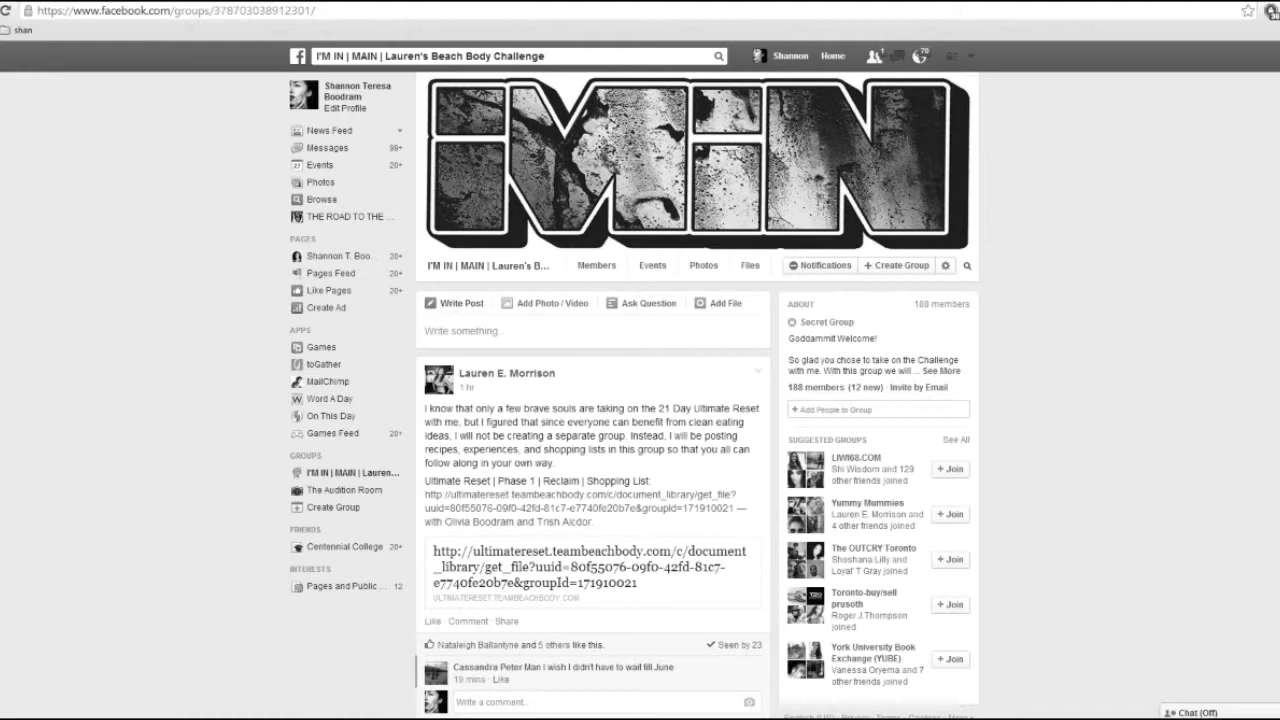 https://www.facebook.com/groups/378703038912301/
shan
I'M IN | MAIN | Lauren's Beach Body Challenge
Shannon
Home
1
70
Shannon Teresa
Boodram
Edit Profile
News Feed
Messages 99+
Events 20+
Photos
Browse
THE ROAD TO THE ...
PAGES
Shannon T. Boo... 20+
Pages Feed 20+
Like Pages 20+
Create Ad
APPS
Games
toGather
MailChimp
Word A Day
On This Day
Games Feed 20+
GROUPS
I'M IN | MAIN | Lauren...
The Audition Room
Create Group
FRIENDS
Centennial College 20+
INTERESTS
Pages and Public ... 12
iMiN
I'M IN | MAIN | Lauren's B...
Members
Events
Photos
Files
Notifications
+ Create Group
Write Post
Add Photo / Video
Ask Question
Add File
Write something...
Lauren E. Morrison
1 hr
I know that only a few brave souls are taking on the 21 Day Ultimate Reset
with me, but I figured that since everyone can benefit from clean eating
ideas, I will not be creating a separate group. Instead, I will be posting
recipes, experiences, and shopping lists in this group so that you all can
follow along in your own way.
Ultimate Reset | Phase 1 | Reclaim | Shopping List:
http://ultimatereset.teambeachbody.com/c/document_library/get_file?
uuid=80f55076-09f0-42fd-81c7-e7740fe20b7e&groupId=171910021 —
with Olivia Boodram and Trish Alcdor.
http://ultimatereset.teambeachbody.com/c/document
_library/get_file?uuid=80f55076-09f0-42fd-81c7-
e7740fe20b7e&groupId=171910021
ULTIMATERESET.TEAMBEACHBODY.COM
Like · Comment · Share
Nataleigh Ballantyne and 5 others like this.
Seen by 23
Cassandra Peter Man I wish I didn't have to wait till June
19 mins · Like
Write a comment...
ABOUT
188 members
Secret Group
Goddammit Welcome!
So glad you chose to take on the Challenge
with me. With this group we will ... See More
188 members (12 new) · Invite by Email
+ Add People to Group
SUGGESTED GROUPS
See All
LIWI68.COM
Shi Wisdom and 129
other friends joined
+ Join
Yummy Mummies
Lauren E. Morrison and
4 other friends joined
+ Join
The OUTCRY Toronto
Shoshana.Lilly and
Loyaf T Gray joined
+ Join
Toronto-buy/sell
prusoth
Roger.J.Thompson
joined
+ Join
York University Book
Exchange (YUBE)
Vanessa Oryema and 7
other friends joined
+ Join
English (US) · Privacy · Terms · Cookies · More
Chat (Off)